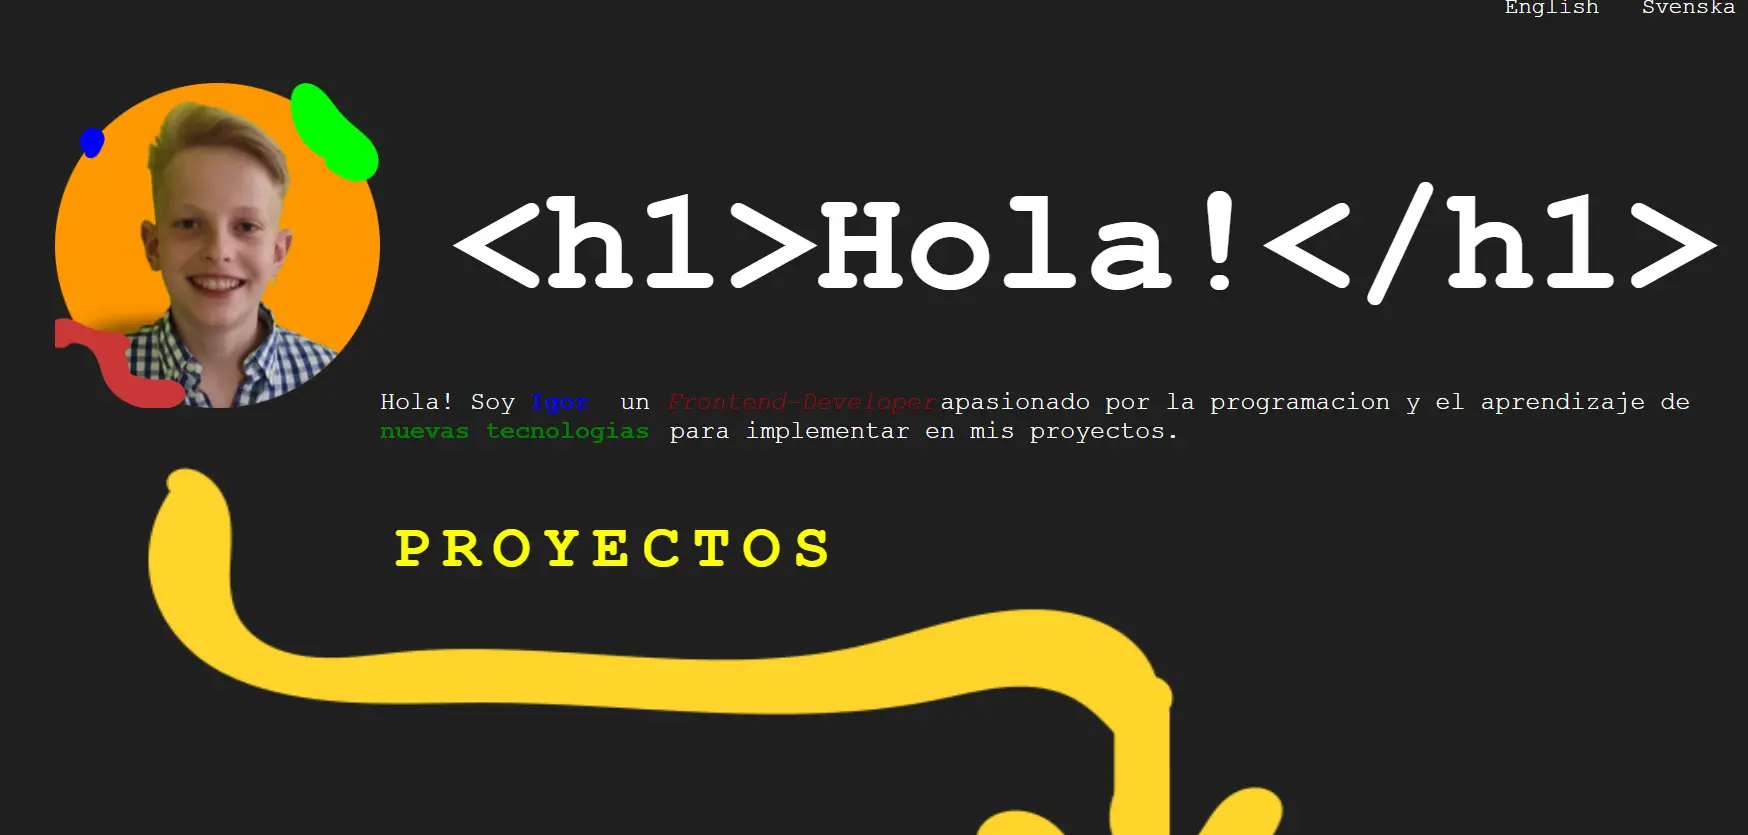 English Svenska
<h1>Hola!</h1>
Hola! Soy Igor un Frontend-Developer apasionado por la programacion y el aprendizaje de
nuevas tecnologias para implementar en mis proyectos.
PROYECTOS